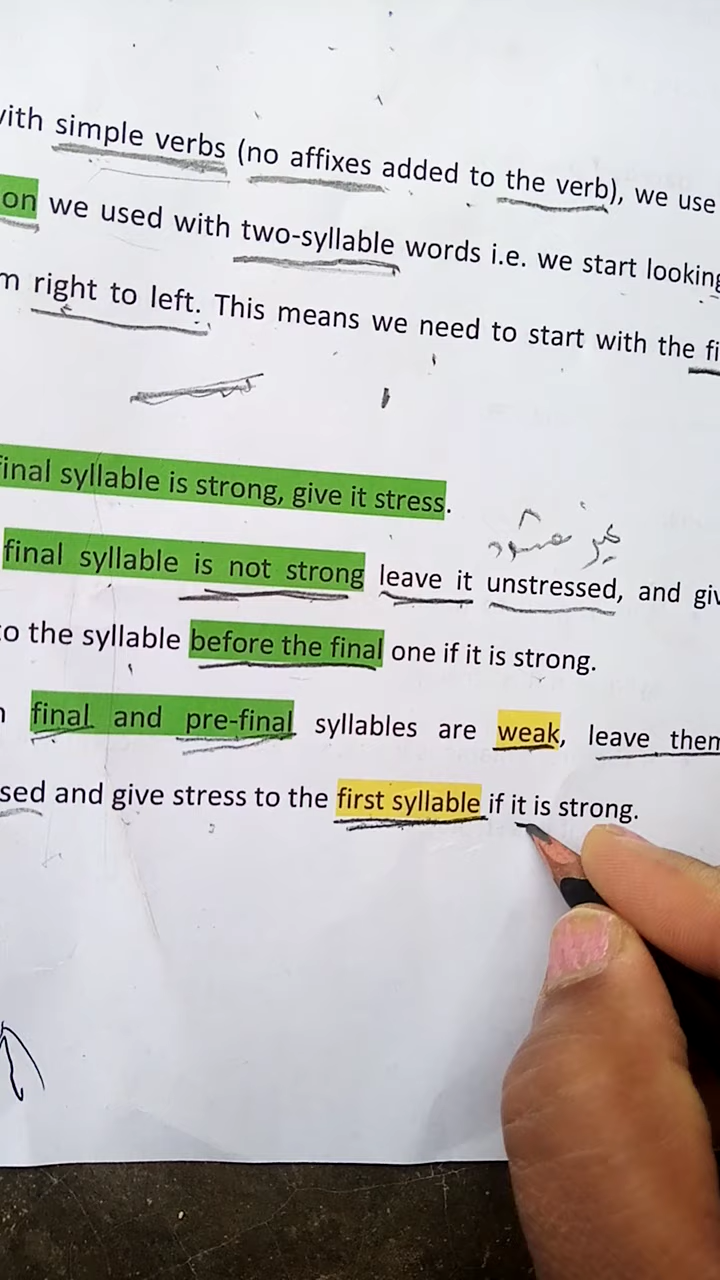 with simple verbs (no affixes added to the verb), we use
on we used with two-syllable words i.e. we start looking
right to left. This means we need to start with the
final syllable is strong, give it stress.
غير
final syllable is not strong leave it unstressed, and
to the syllable before the final one if it is strong.
final and pre-final syllables are weak, leave them
and give stress to the first syllable if it is strong.